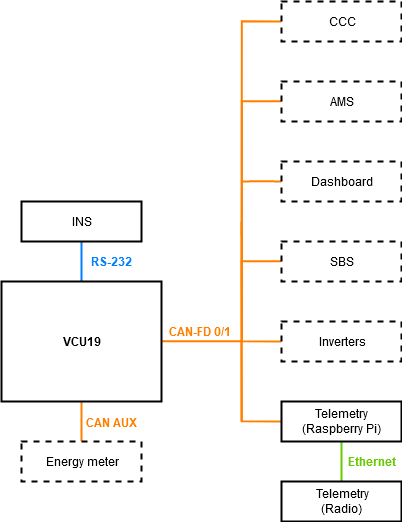 CCC
AMS
Dashboard
INS
RS-232
SBS
VCU19
CAN-FD 0/1
Inverters
CAN AUX
Telemetry
(Raspberry Pi)
Energy meter
Ethernet
Telemetry
(Radio)